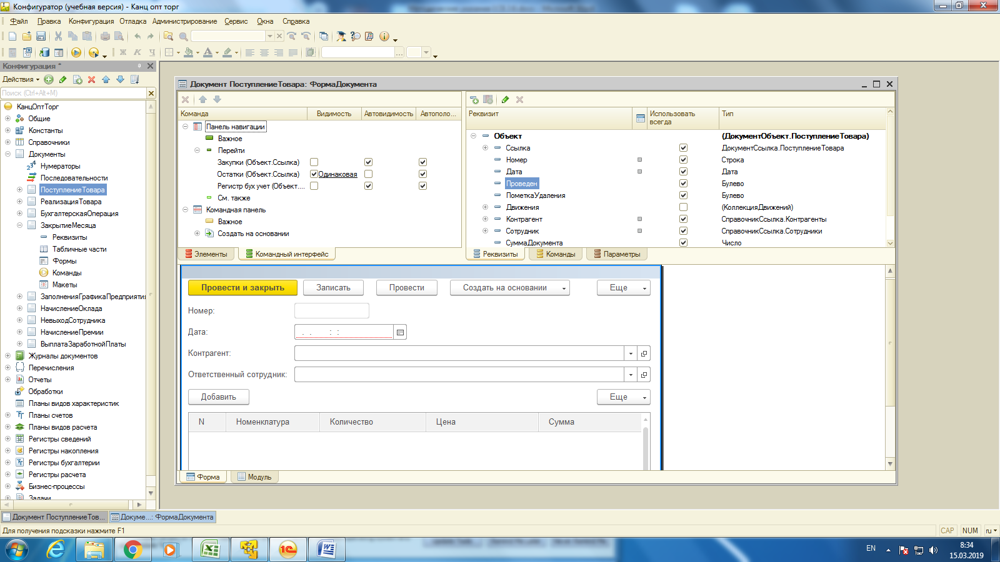 Конфигуратор (учебная версия) - Канц опт торг
Файл Правка Конфигурация Отладка Администрирование Сервис Окна Справка
Ж К Ч
Конфигурация *
Действия
Поиск (Ctrl+Alt+M)
КанцОптТорг
Общие
Константы
Справочники
Документы
Нумераторы
Последовательности
ПоступлениеТовара
РеализацияТовара
БухгалтерскаяОперация
ЗакрытиеМесяца
Реквизиты
Табличные части
Формы
Команды
Макеты
ЗаполненияГрафикаПредприятия
НачислениеОклада
НевыходСотрудника
НачислениеПремии
ВыплатаЗаработнойПлаты
Журналы документов
Перечисления
Отчеты
Обработки
Планы видов характеристик
Планы счетов
Планы видов расчета
Регистры сведений
Регистры накопления
Регистры бухгалтерии
Регистры расчета
Бизнес-процессы
Задачи
Документ ПоступлениеТовара: ФормаДокумента
Команда Видимость Автовидимость Автополо...
Панель навигации
Важное
Перейти
Закупки (Объект.Ссылка)
Остатки (Объект.Ссылка) Одинаковая
Регистр бух учет (Объект....
См. также
Командная панель
Важное
Создать на основании
Элементы Командный интерфейс
Реквизит Использовать всегда Тип
Объект (ДокументОбъект.ПоступлениеТовара)
Ссылка ДокументСсылка.ПоступлениеТовара
Номер Строка
Дата Дата
Проведен Булево
ПометкаУдаления Булево
Движения (КоллекцияДвижений)
Контрагент СправочникСсылка.Контрагенты
Сотрудник СправочникСсылка.Сотрудники
СуммаДокумента Число
Реквизиты Команды Параметры
Провести и закрыть Записать Провести Создать на основании Еще
Номер:
Дата: . . : :
Контрагент:
Ответственный сотрудник:
Добавить Еще
N Номенклатура Количество Цена Сумма
Форма Модуль
Документ ПоступлениеТов... Докуме...: ФормаДокумента
Для получения подсказки нажмите F1 CAP NUM ru
EN 8:34
15.03.2019